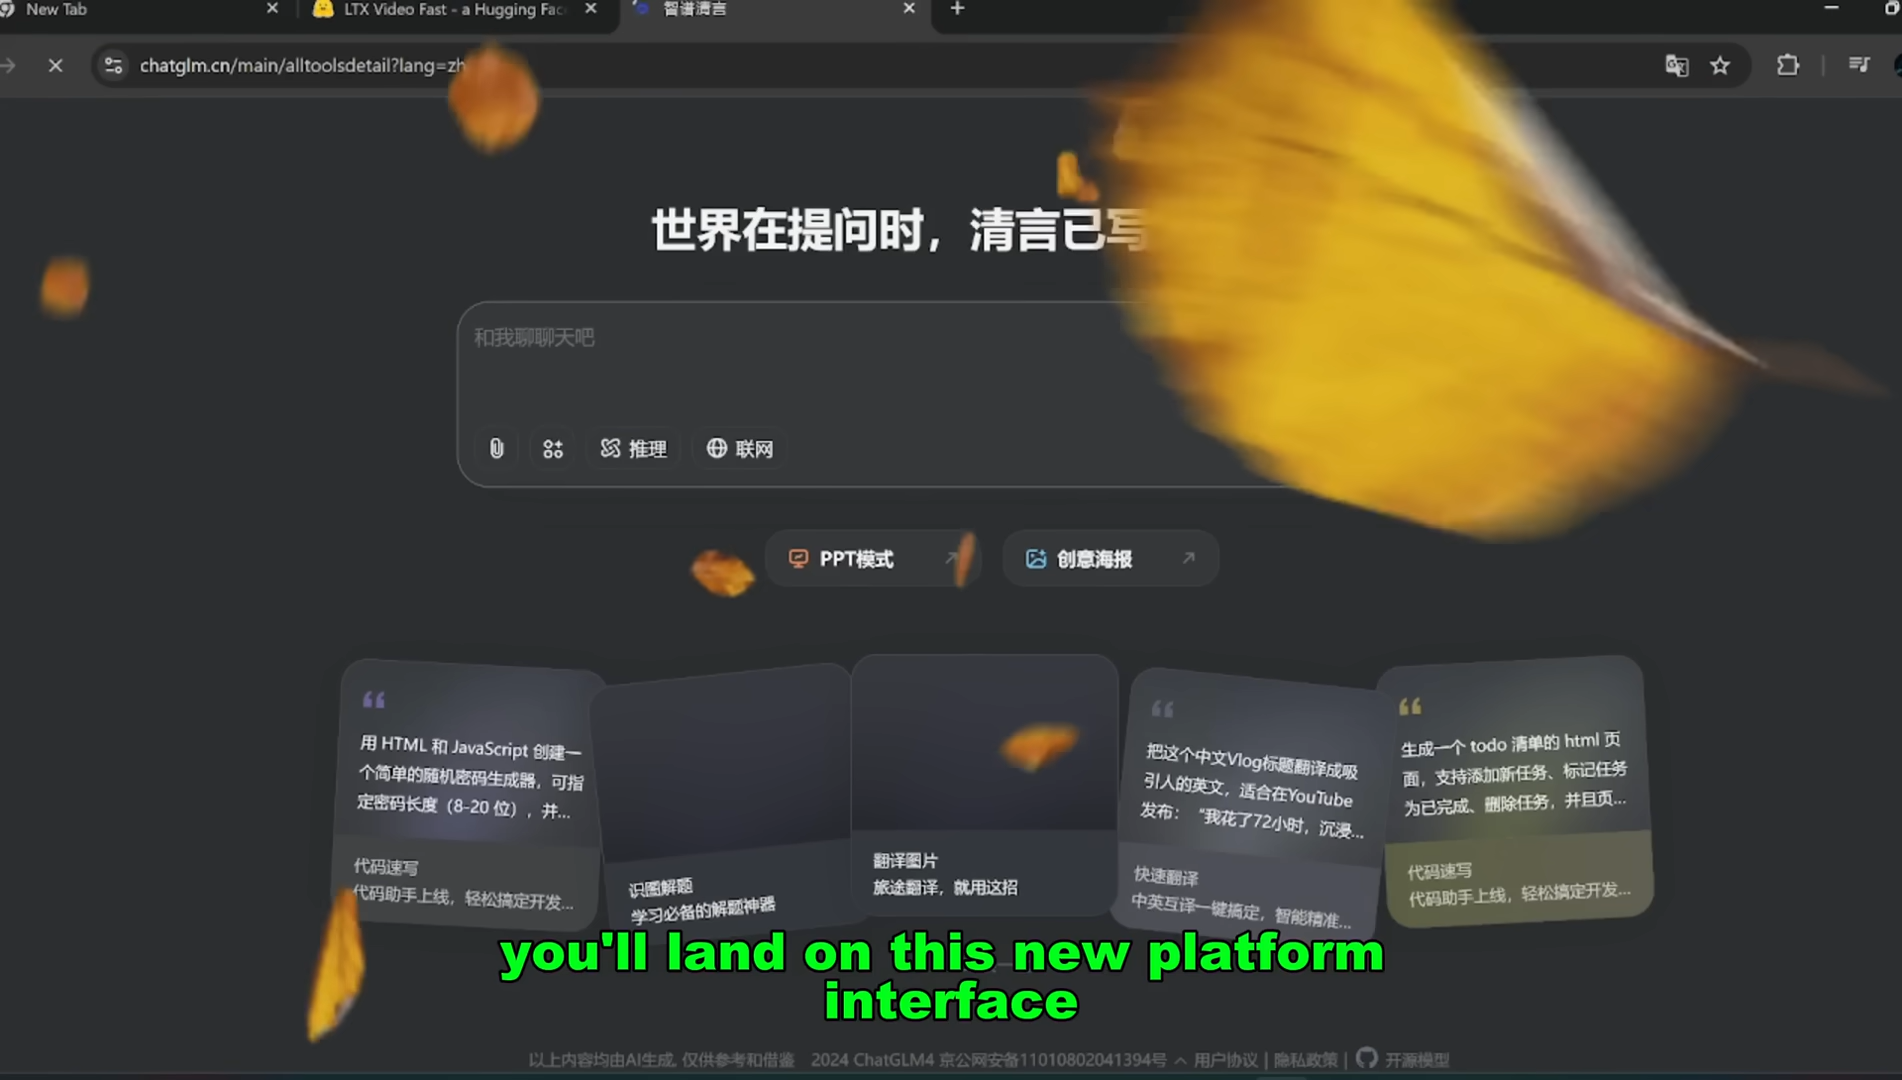 New Tab
LTX Video Fast - a Hugging Fac
智谱清言
chatglm.cn/main/alltoolsdetail?lang=zh
世界在提问时，清言已写
和我聊聊天吧
推理
联网
PPT模式
创意海报
用 HTML 和 JavaScript 创建一
个简单的随机密码生成器，可指
定密码长度（8-20 位），并...
代码速写
代码助手上线，轻松搞定开发...
识图解题
学习必备的解题神器
翻译图片
旅途翻译，就用这招
把这个中文Vlog标题翻译成吸
引人的英文，适合在YouTube
发布：“我花了72小时，沉浸...
快速翻译
中英互译一键搞定，智能精准...
生成一个 todo 清单的 html 页
面，支持添加新任务、标记任务
为已完成、删除任务，并且页...
代码速写
代码助手上线，轻松搞定开发...
you'll land on this new platform
interface
以上内容均由AI生成, 仅供参考和借鉴 2024 ChatGLM4 京公网安备11010802041394号 用户协议 | 隐私政策 | 开源模型